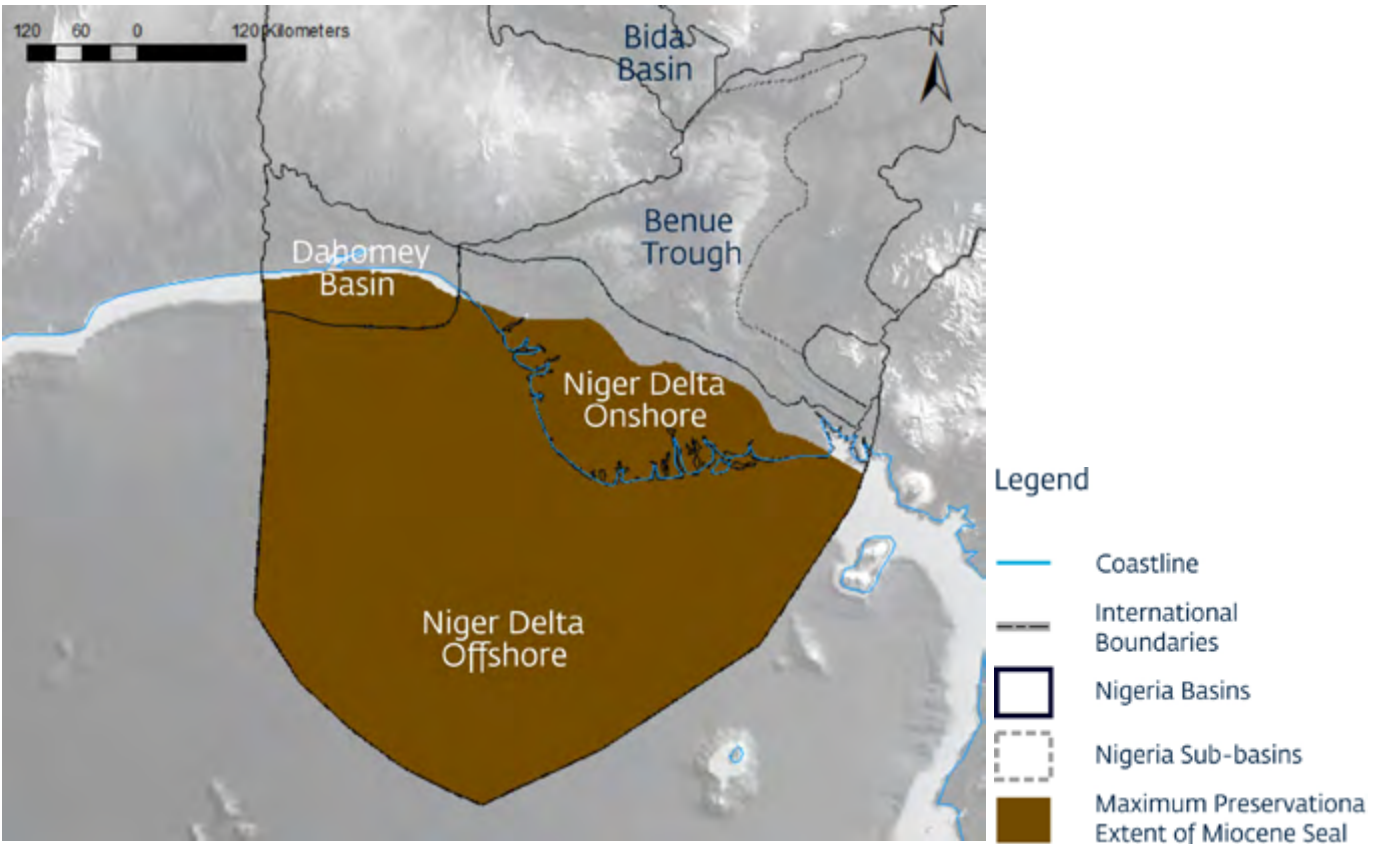 120 60 0 120 Kilometers
Bida
Basin
N
Benue
Trough
Dahomey
Basin
Niger Delta
Onshore
Niger Delta
Offshore
Legend
Coastline
International
Boundaries
Nigeria Basins
Nigeria Sub-basins
Maximum Preservationa
Extent of Miocene Seal